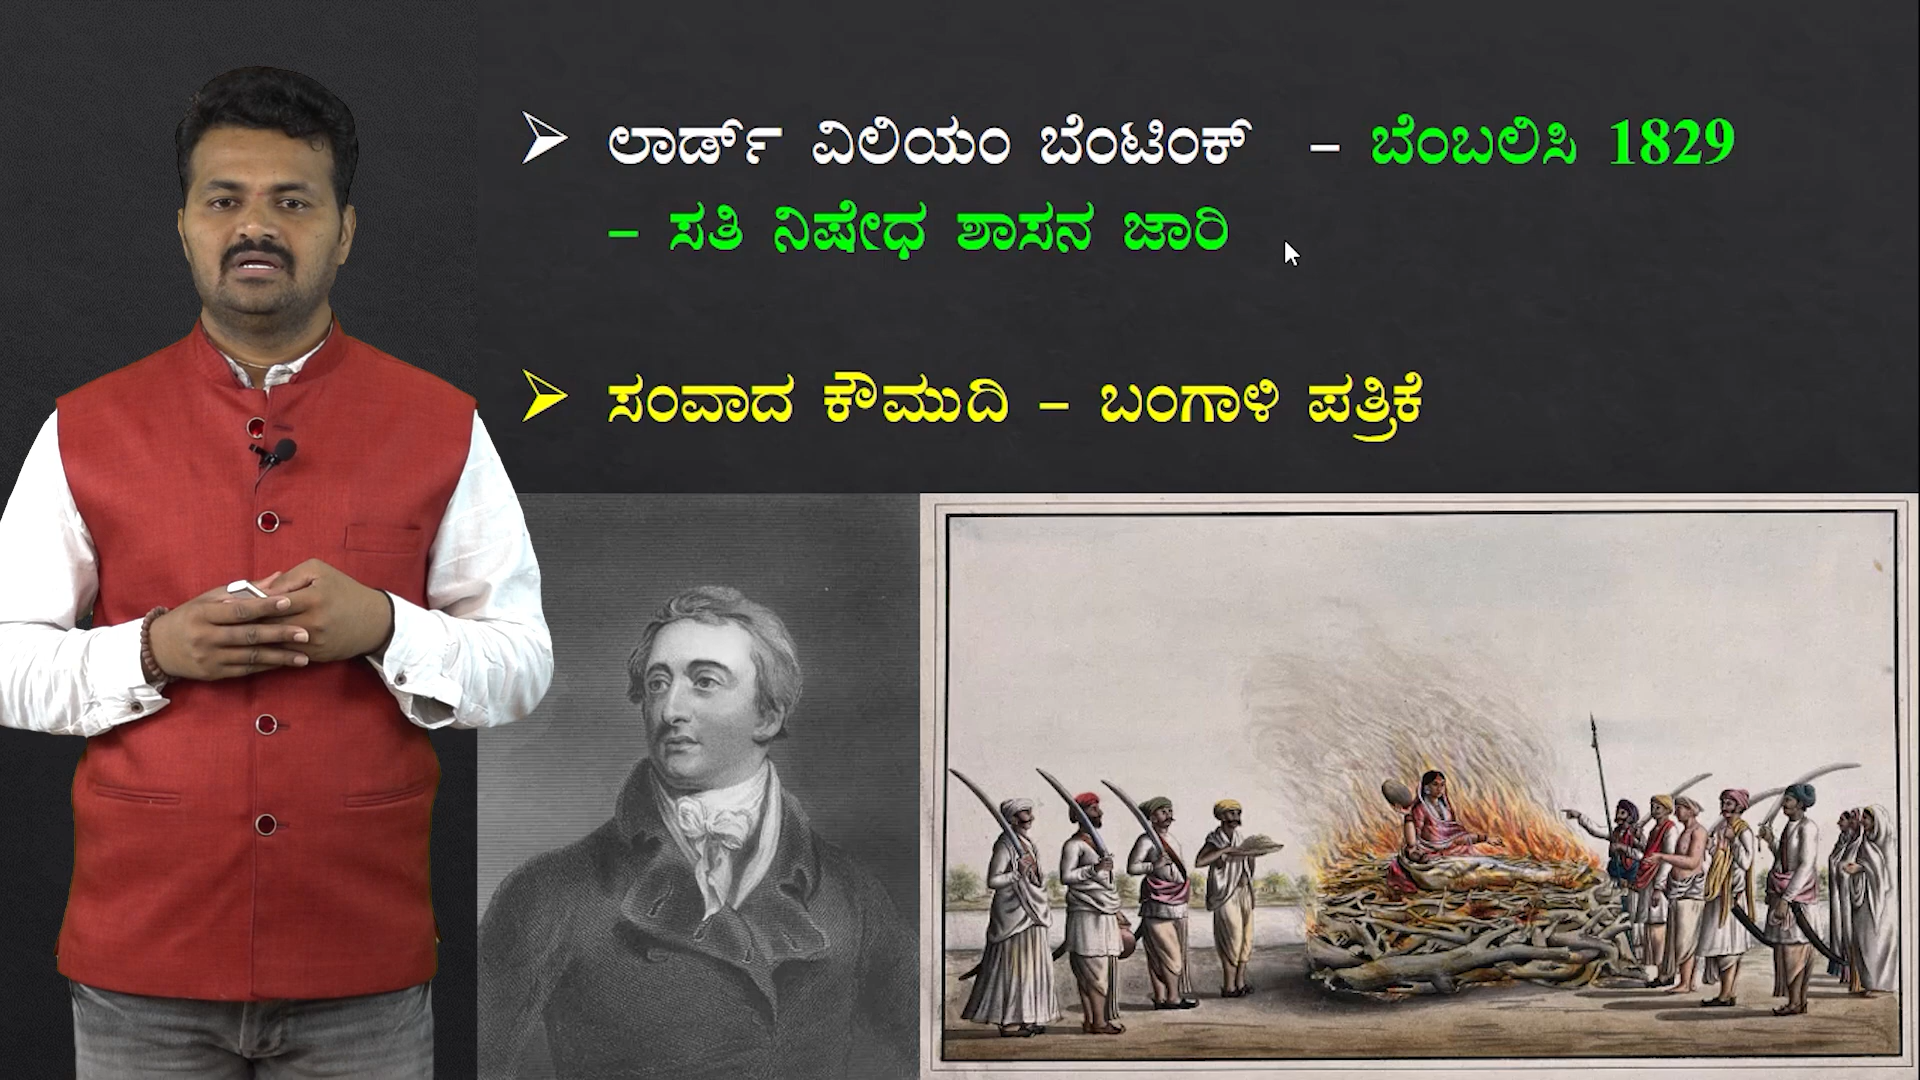 ಲಾರ್ಡ್ ವಿಲಿಯಂ ಬೆಂಟಿಂಕ್ – ಬೆಂಬಲಿಸಿ 1829
– ಸತಿ ನಿಷೇಧ ಶಾಸನ ಜಾರಿ
ಸಂವಾದ ಕೌಮುದಿ – ಬಂಗಾಳಿ ಪತ್ರಿಕೆ